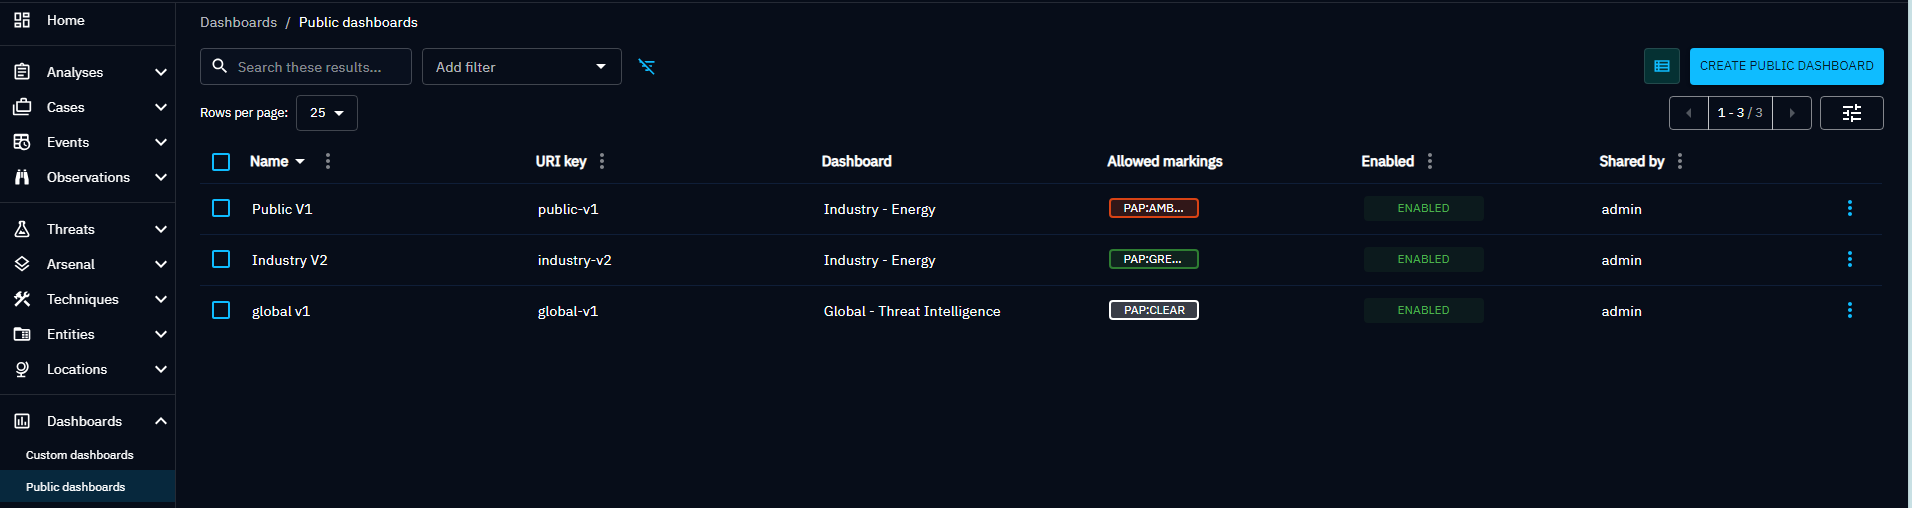 Home
Analyses
Cases
Events
Observations
Threats
Arsenal
Techniques
Entities
Locations
Dashboards
Custom dashboards
Public dashboards
Dashboards / Public dashboards
Search these results...
Add filter
CREATE PUBLIC DASHBOARD
Rows per page: 25
1 - 3 / 3
Name URI key Dashboard Allowed markings Enabled Shared by
Public V1 public-v1 Industry - Energy PAP:AMB... ENABLED admin
Industry V2 industry-v2 Industry - Energy PAP:GRE... ENABLED admin
global v1 global-v1 Global - Threat Intelligence PAP:CLEAR ENABLED admin